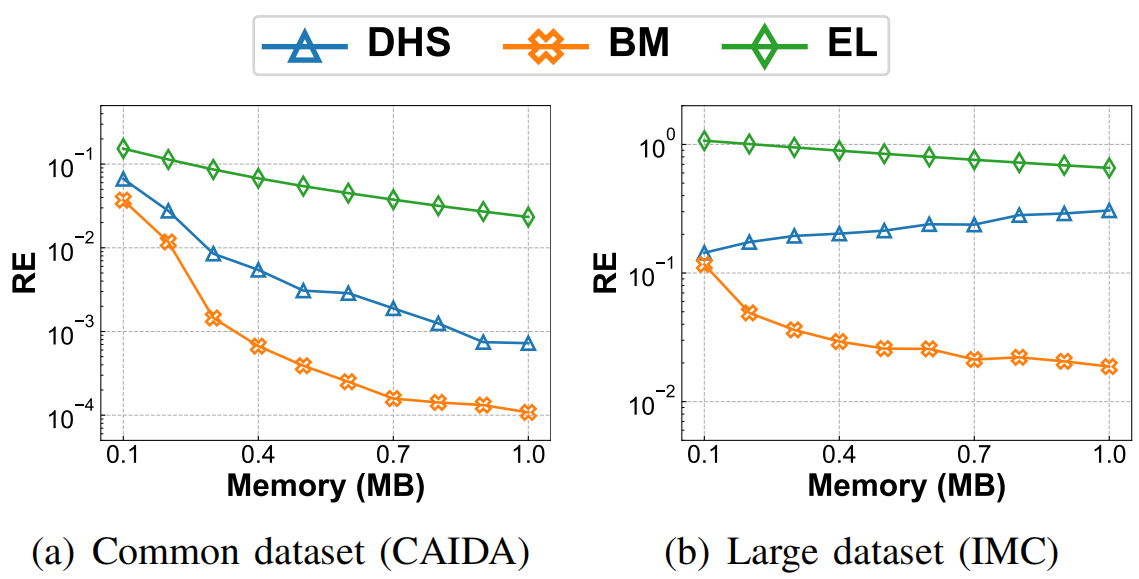 DHS BM EL
RE
10^-1
10^-2
10^-3
10^-4
0.1 0.4 0.7 1.0
Memory (MB)
(a) Common dataset (CAIDA)
RE
10^0
10^-1
10^-2
0.1 0.4 0.7 1.0
Memory (MB)
(b) Large dataset (IMC)